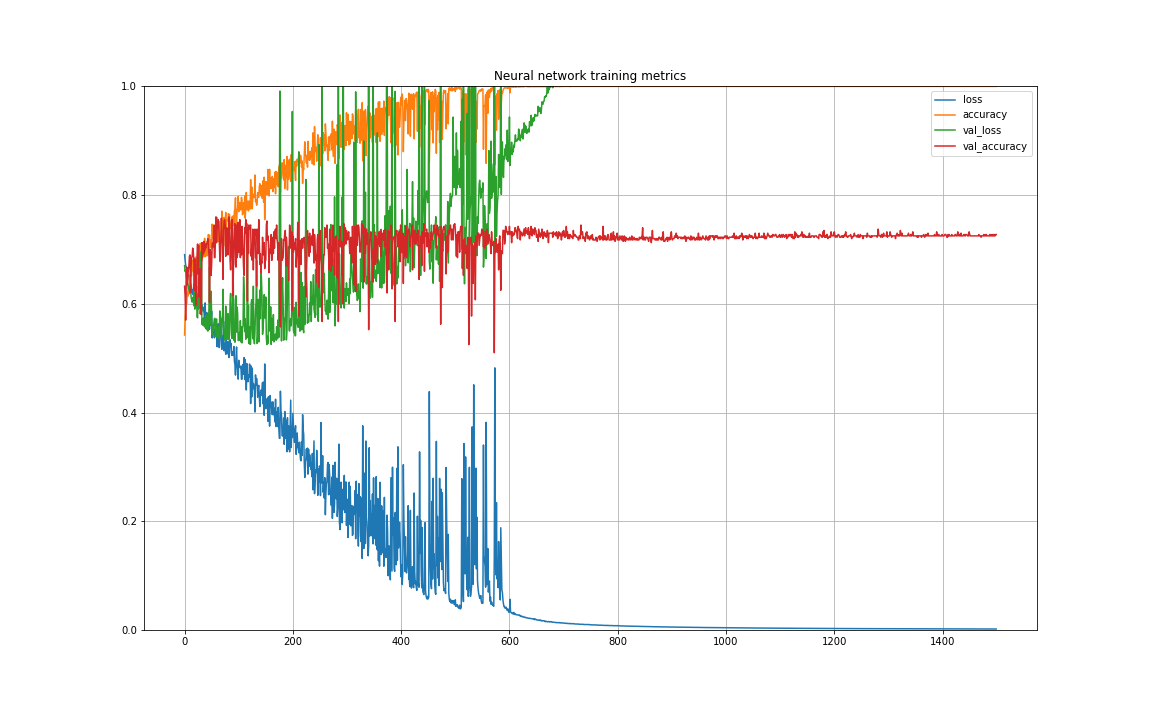 Neural network training metrics
1.0
loss
accuracy
val_loss
val_accuracy
0.8
0.6
0.4
0.2
0.0
0 200 400 600 800 1000 1200 1400